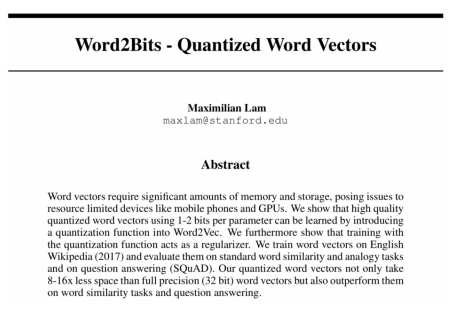 Word2Bits - Quantized Word Vectors
Maximilian Lam
maxlam@stanford.edu
Abstract
Word vectors require significant amounts of memory and storage, posing issues to
resource limited devices like mobile phones and GPUs. We show that high quality
quantized word vectors using 1-2 bits per parameter can be learned by introducing
a quantization function into Word2Vec. We furthermore show that training with
the quantization function acts as a regularizer. We train word vectors on English
Wikipedia (2017) and evaluate them on standard word similarity and analogy tasks
and on question answering (SQuAD). Our quantized word vectors not only take
8-16x less space than full precision (32 bit) word vectors but also outperform them
on word similarity tasks and question answering.